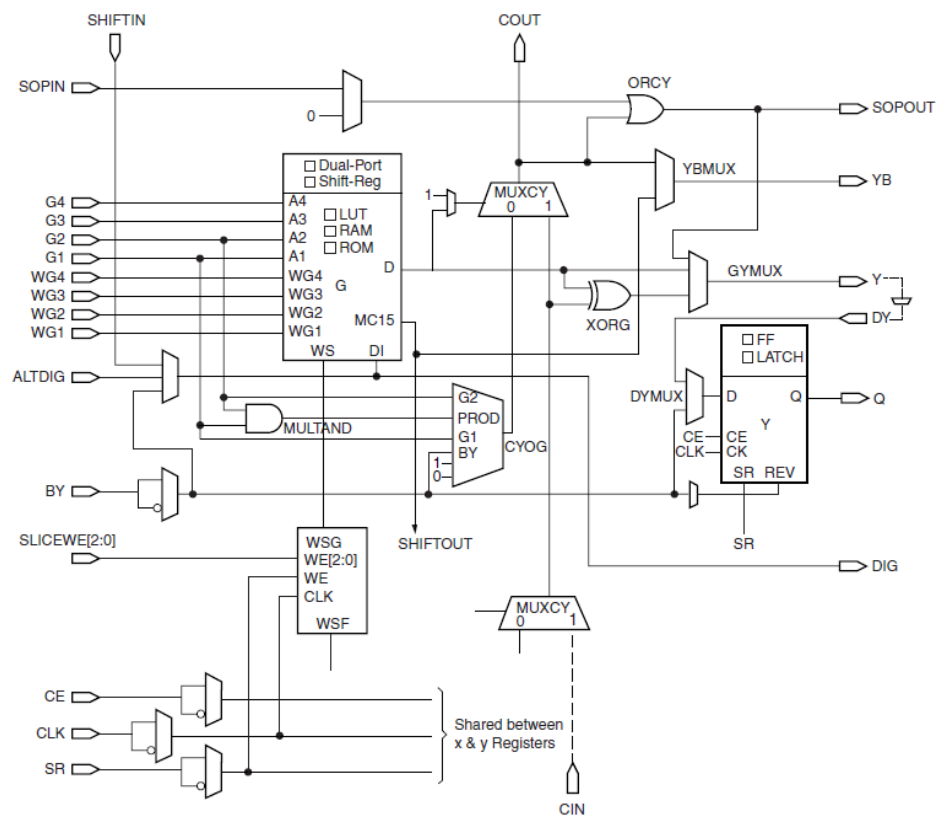 SHIFTIN
COUT
SOPIN
ORCY
0
SOPOUT
Dual-Port
Shift-Reg
YBMUX
YB
G4
G3
G2
G1
WG4
WG3
WG2
WG1
A4
A3
A2
A1
WG4
WG3
WG2
WG1
LUT
RAM
ROM
G
D
MC15
WS
DI
1
MUXCY
0 1
GYMUX
Y
XORG
DY
ALTDIG
FF
LATCH
DYMUX
D
Q
Q
Y
CE
CLK
CE
CK
SR
REV
MULTAND
G2
PROD
G1
BY
1
0
CYOG
BY
SHIFTOUT
SR
SLICEWE[2:0]
WSG
WE[2:0]
WE
CLK
WSF
DIG
MUXCY
0 1
CE
CLK
SR
Shared between
x & y Registers
CIN